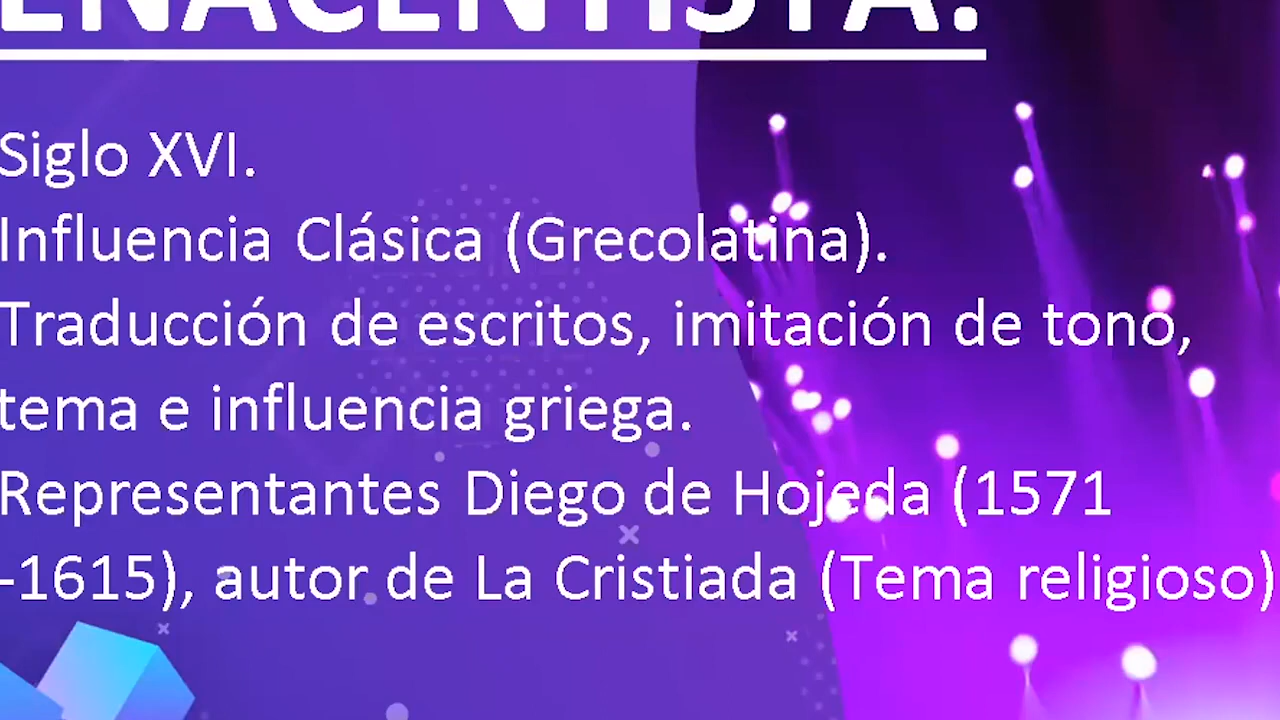 ENACENTISTA.
Siglo XVI.
Influencia Clásica (Grecolatina).
Traducción de escritos, imitación de tono,
tema e influencia griega.
Representantes Diego de Hojeda (1571
-1615), autor de La Cristiada (Tema religioso)